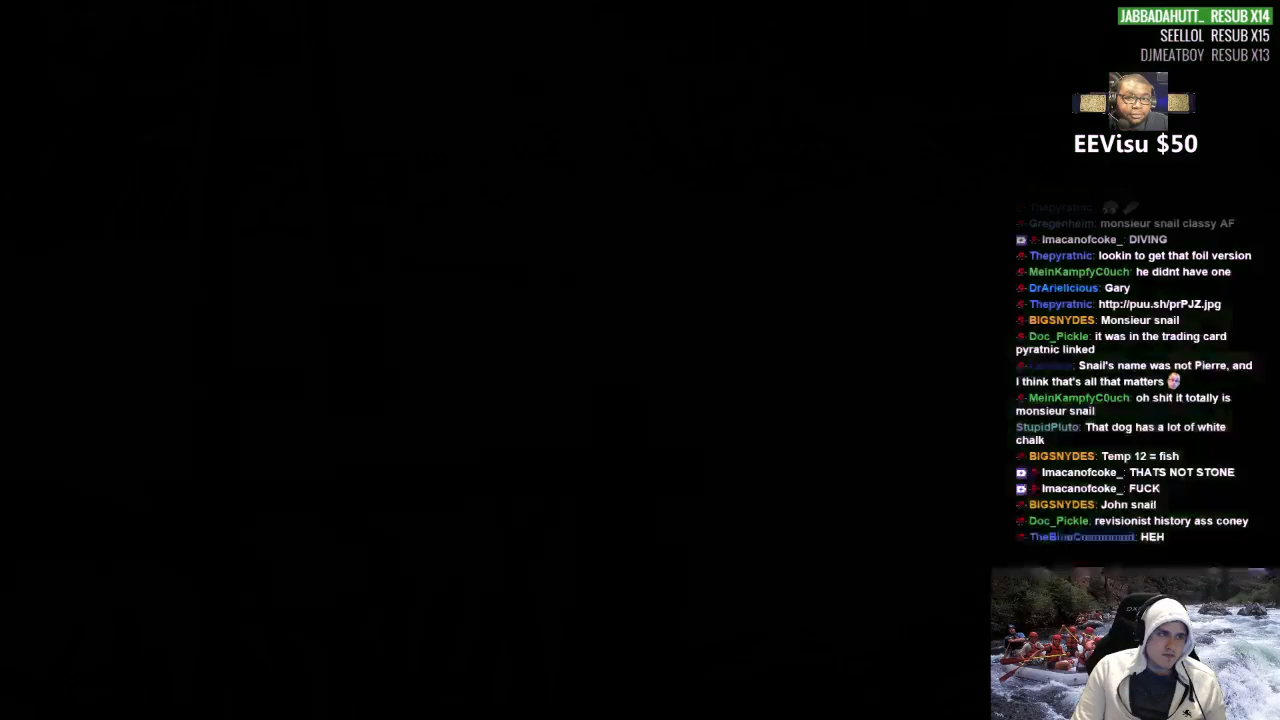 JABBADAHUTT_ RESUB X14
SEELLOL RESUB X15
DJMEATBOY RESUB X13
EEVisu $50
Thepyratnic:
Gregenheim: monsieur snail classy AF
Imacanofcoke_: DIVING
Thepyratnic: lookin to get that foil version
MeinKampfyC0uch: he didnt have one
DrArielicious: Gary
Thepyratnic: http://puu.sh/prPJZ.jpg
BIGSNYDES: Monsieur snail
Doc_Pickle: it was in the trading card
pyratnic linked
Snail's name was not Pierre, and
I think that's all that matters
MeinKampfyC0uch: oh shit it totally is
monsieur snail
StupidPluto: That dog has a lot of white
chalk
BIGSNYDES: Temp 12 = fish
Imacanofcoke_: THATS NOT STONE
Imacanofcoke_: FUCK
BIGSNYDES: John snail
Doc_Pickle: revisionist history ass coney
HEH